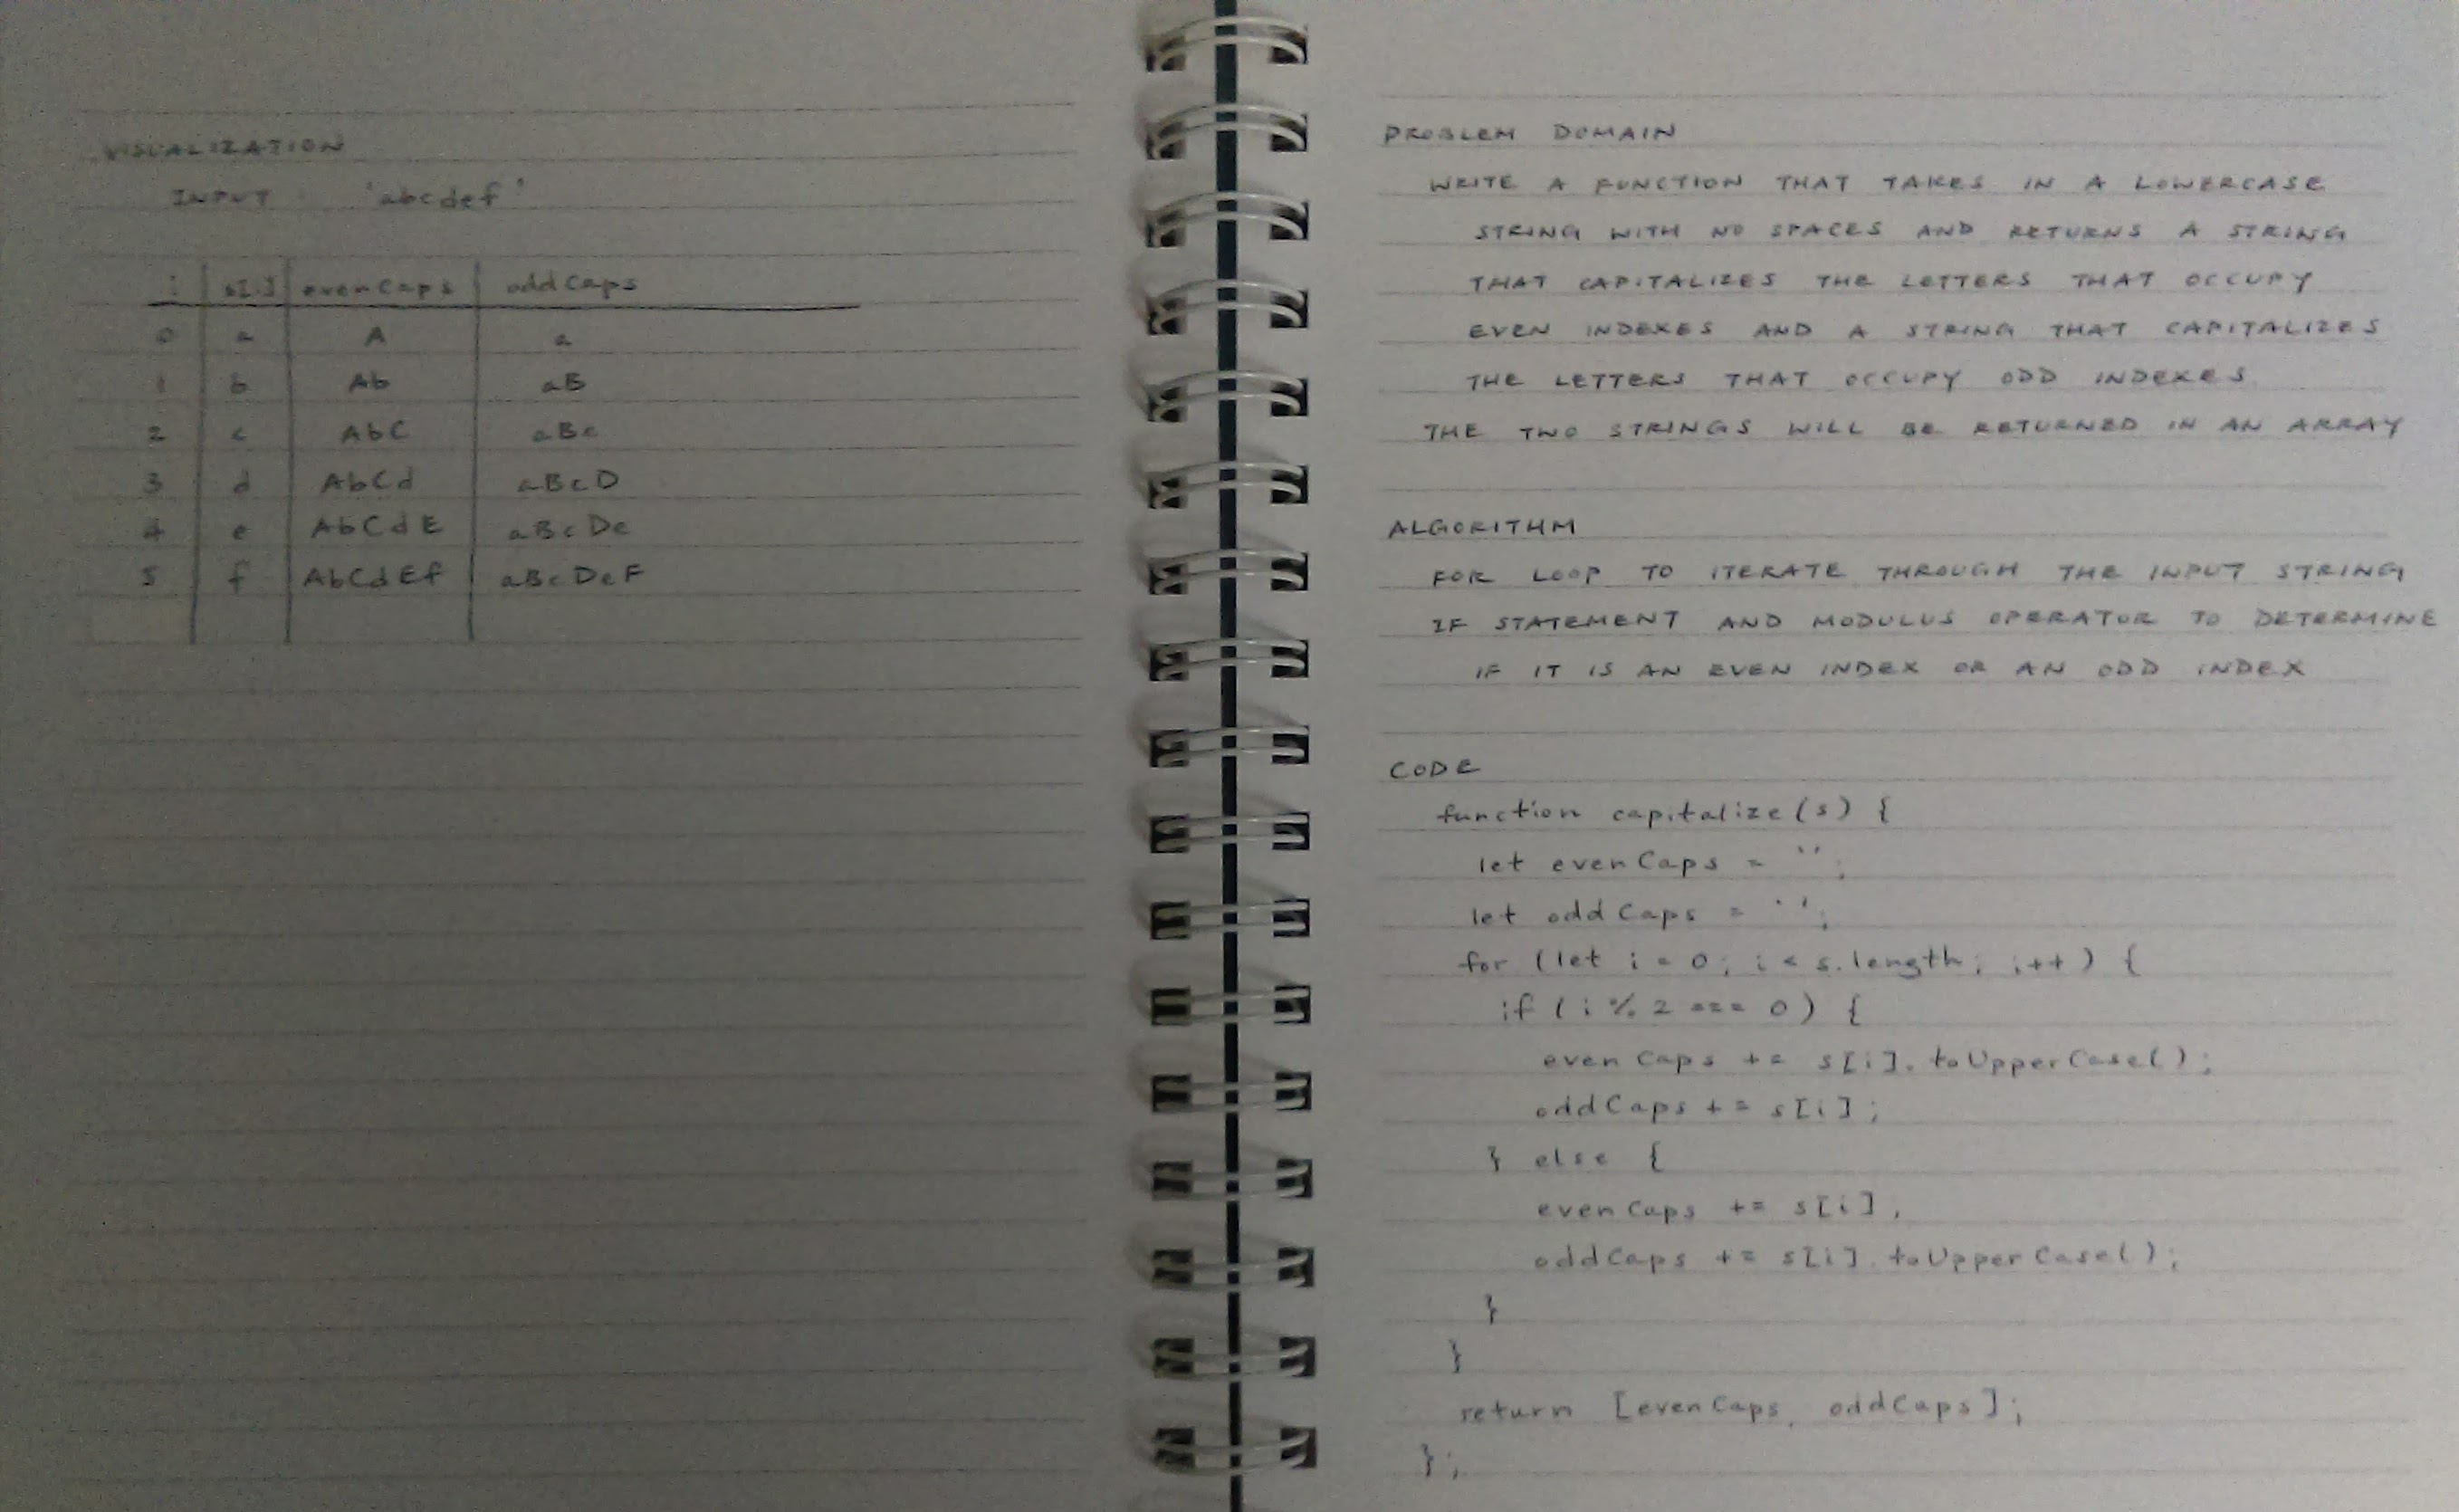 VISUALIZATION
INPUT 'abcdef'
i s[i] evenCaps oddCaps
0 a A a
1 b Ab aB
2 c AbC aBc
3 d AbCd aBcD
4 e AbCdE aBcDe
5 f AbCdEf aBcDeF
PROBLEM DOMAIN
WRITE A FUNCTION THAT TAKES IN A LOWERCASE
STRING WITH NO SPACES AND RETURNS A STRING
THAT CAPITALIZES THE LETTERS THAT OCCUPY
EVEN INDEXES AND A STRING THAT CAPITALIZES
THE LETTERS THAT OCCUPY ODD INDEXES
THE TWO STRINGS WILL BE RETURNED IN AN ARRAY
ALGORITHM
FOR LOOP TO ITERATE THROUGH THE INPUT STRING
IF STATEMENT AND MODULUS OPERATOR TO DETERMINE
IF IT IS AN EVEN INDEX OR AN ODD INDEX
CODE
function capitalize(s) {
let evenCaps = '';
let oddCaps = '';
for (let i = 0; i < s.length; i++) {
if (i % 2 === 0) {
evenCaps += s[i].toUpperCase();
oddCaps += s[i];
} else {
evenCaps += s[i];
oddCaps += s[i].toUpperCase();
}
}
return [evenCaps, oddCaps];
};